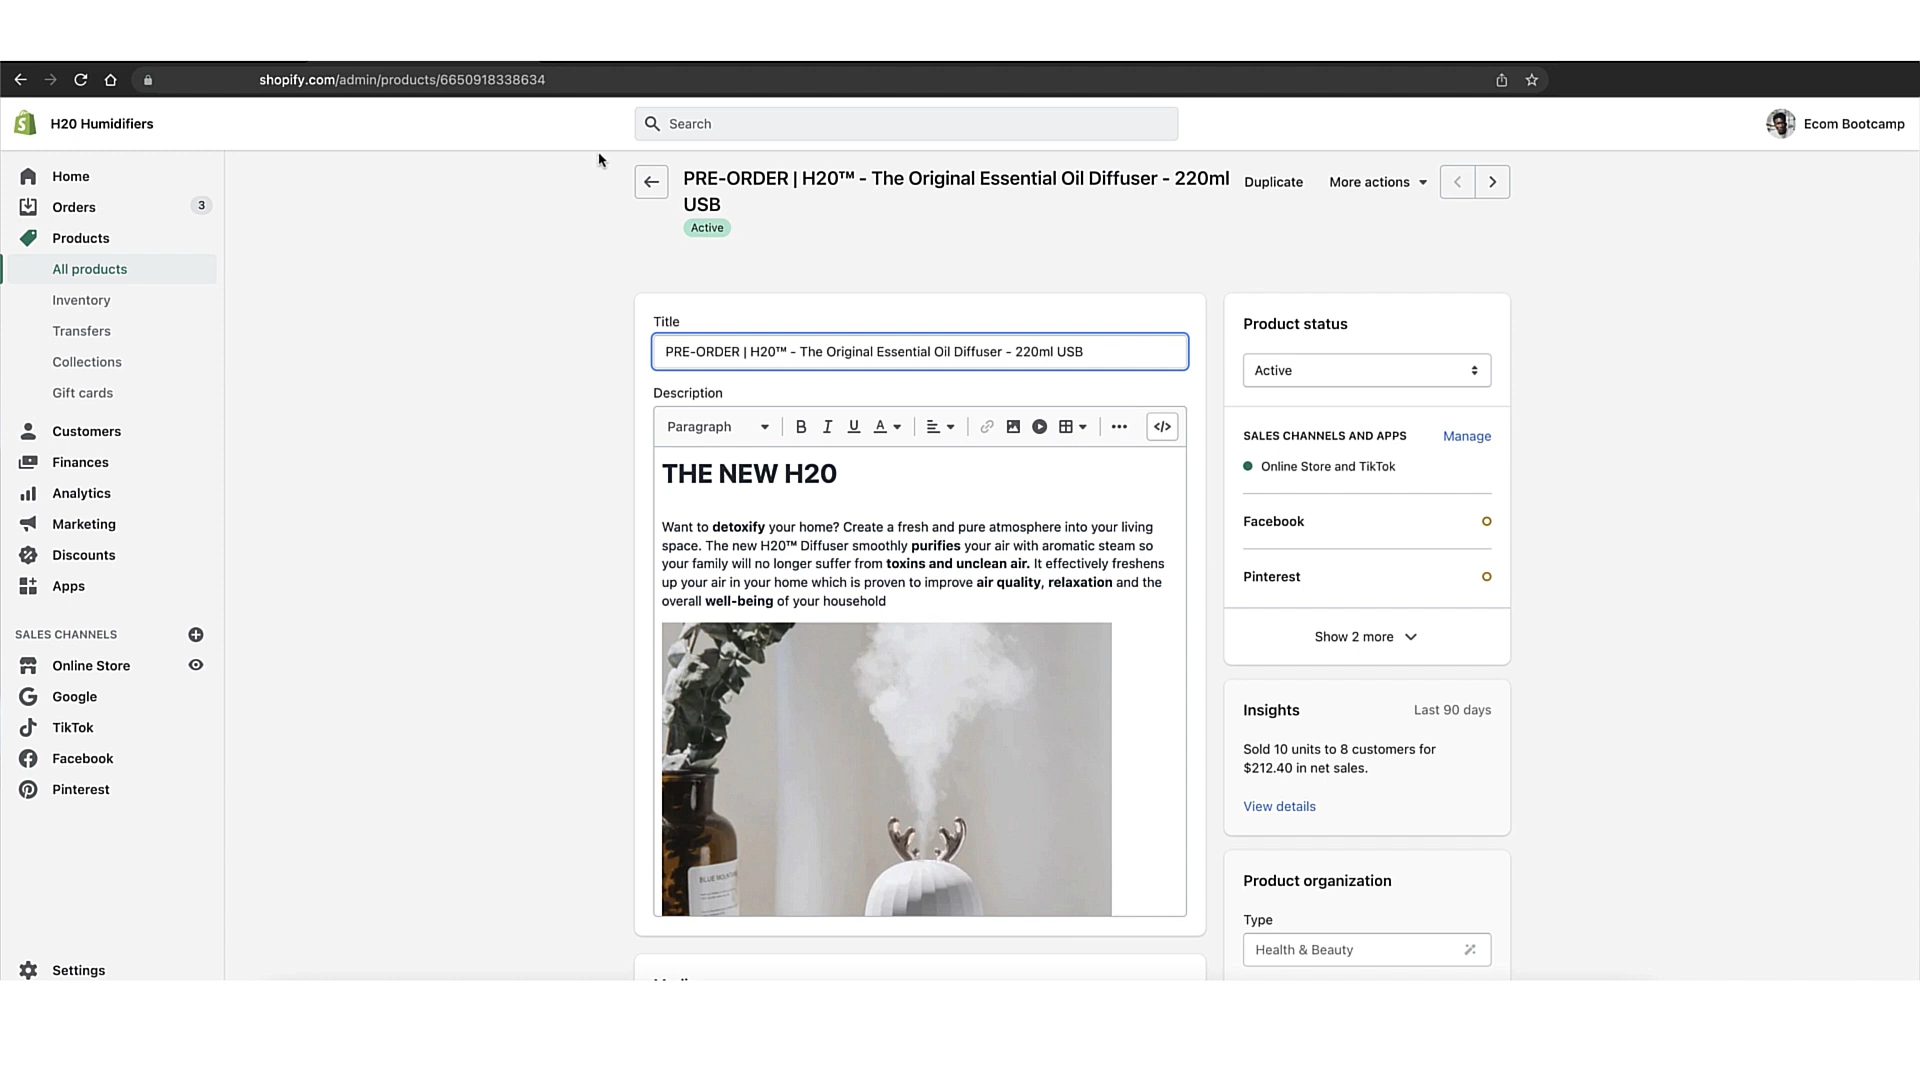 shopify.com/admin/products/6650918338634
H20 Humidifiers
Search
Ecom Bootcamp
Home
Orders
3
Products
All products
Inventory
Transfers
Collections
Gift cards
Customers
Finances
Analytics
Marketing
Discounts
Apps
SALES CHANNELS
Online Store
Google
TikTok
Facebook
Pinterest
Settings
PRE-ORDER | H20™ - The Original Essential Oil Diffuser - 220ml
USB
Active
Duplicate
More actions
Title
PRE-ORDER | H20™ - The Original Essential Oil Diffuser - 220ml USB
Description
Paragraph
B I U A
</>
THE NEW H20
Want to detoxify your home? Create a fresh and pure atmosphere into your living
space. The new H20™ Diffuser smoothly purifies your air with aromatic steam so
your family will no longer suffer from toxins and unclean air. It effectively freshens
up your air in your home which is proven to improve air quality, relaxation and the
overall well-being of your household
Product status
Active
SALES CHANNELS AND APPS
Manage
Online Store and TikTok
Facebook
Pinterest
Show 2 more
Insights
Last 90 days
Sold 10 units to 8 customers for
$212.40 in net sales.
View details
Product organization
Type
Health & Beauty